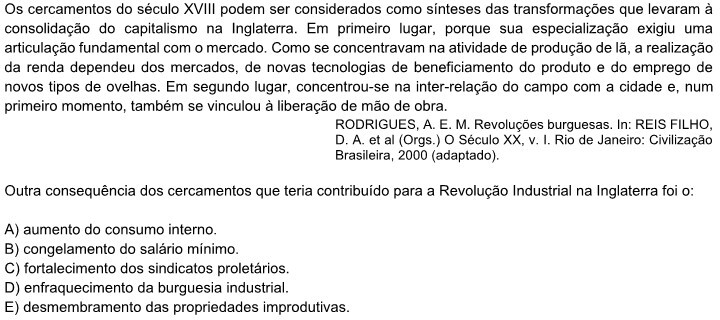 Os cercamentos do século XVIII podem ser considerados como sínteses das transformações que levaram à
consolidação do capitalismo na Inglaterra. Em primeiro lugar, porque sua especialização exigiu uma
articulação fundamental com o mercado. Como se concentravam na atividade de produção de lã, a realização
da renda dependeu dos mercados, de novas tecnologias de beneficiamento do produto e do emprego de
novos tipos de ovelhas. Em segundo lugar, concentrou-se na inter-relação do campo com a cidade e, num
primeiro momento, também se vinculou à liberação de mão de obra.
RODRIGUES, A. E. M. Revoluções burguesas. In: REIS FILHO,
D. A. et al (Orgs.) O Século XX, v. I. Rio de Janeiro: Civilização
Brasileira, 2000 (adaptado).
Outra consequência dos cercamentos que teria contribuído para a Revolução Industrial na Inglaterra foi o:
A) aumento do consumo interno.
B) congelamento do salário mínimo.
C) fortalecimento dos sindicatos proletários.
D) enfraquecimento da burguesia industrial.
E) desmembramento das propriedades improdutivas.